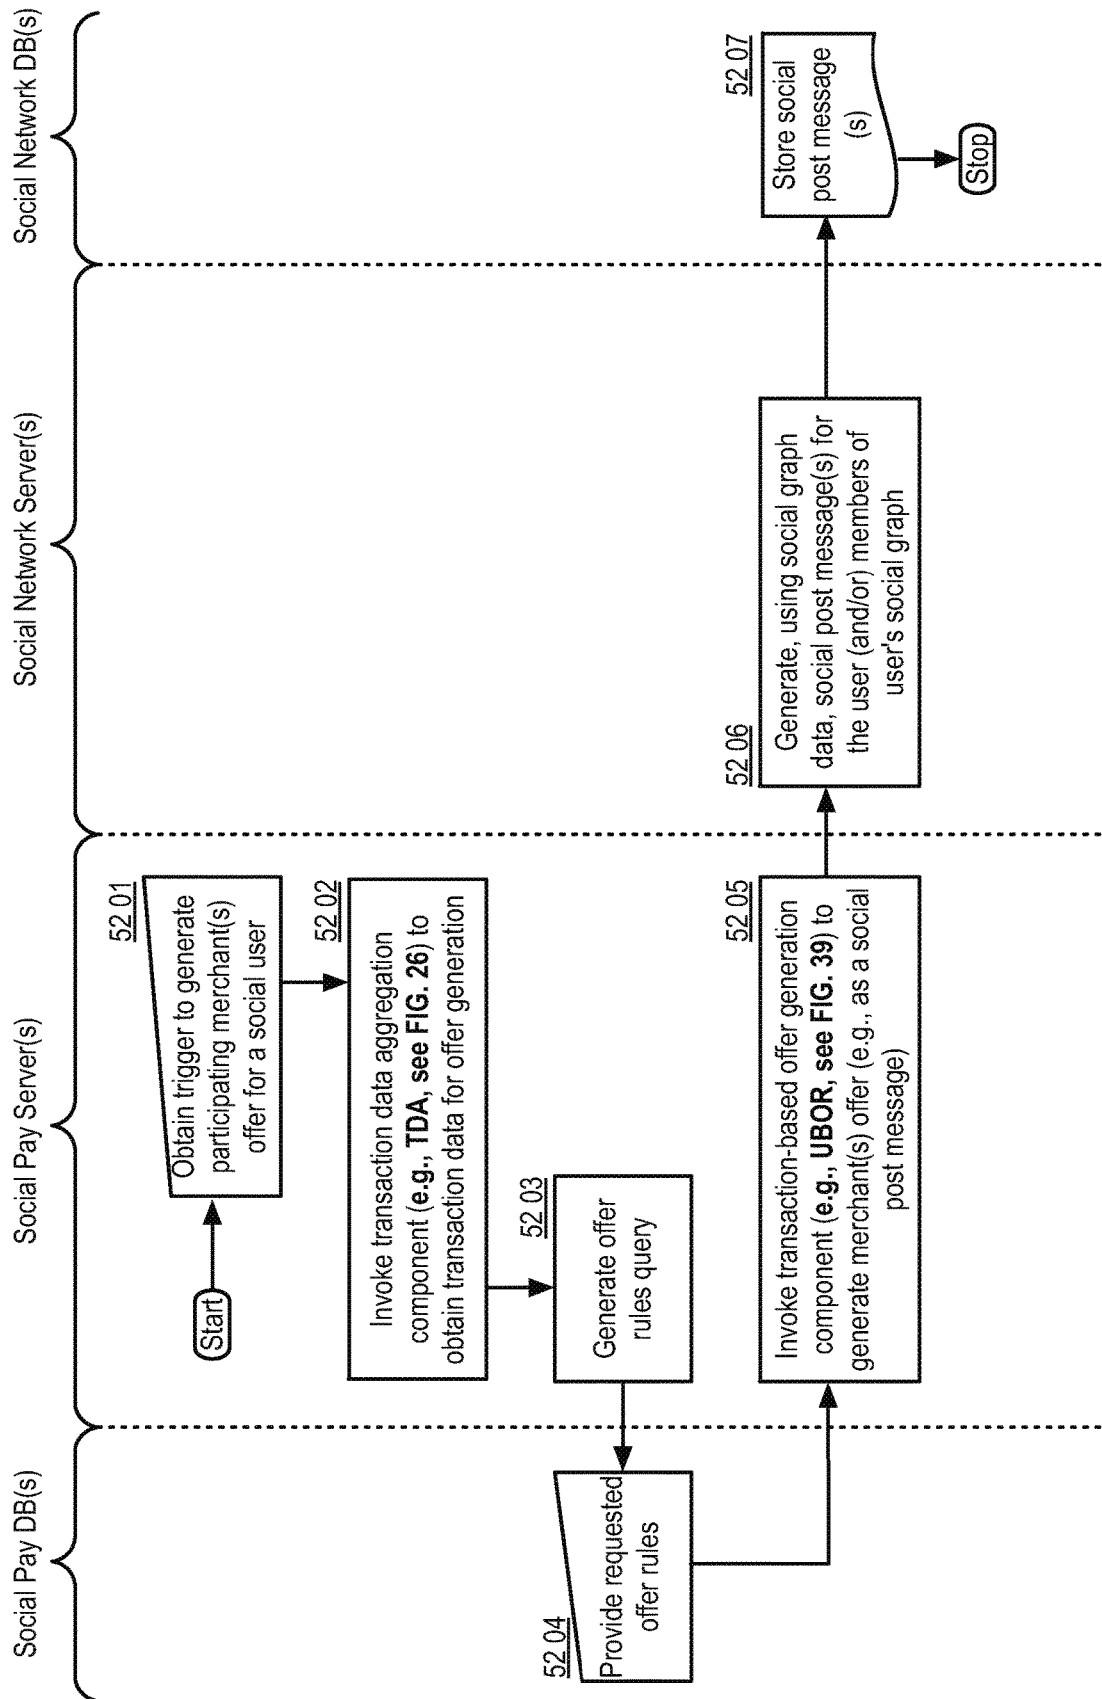 Social Pay DB(s)
Social Pay Server(s)
Social Network Server(s)
Social Network DB(s)
Start
52 01
Obtain trigger to generate
participating merchant(s)
offer for a social user
52 02
Invoke transaction data aggregation
component (e.g., TDA, see FIG. 26) to
obtain transaction data for offer generation
52 03
Generate offer
rules query
52 04
Provide requested
offer rules
52 05
Invoke transaction-based offer generation
component (e.g., UBOR, see FIG. 39) to
generate merchant(s) offer (e.g., as a social
post message)
52 06
Generate, using social graph
data, social post message(s) for
the user (and/or) members of
user's social graph
52 07
Store social
post message
(s)
Stop